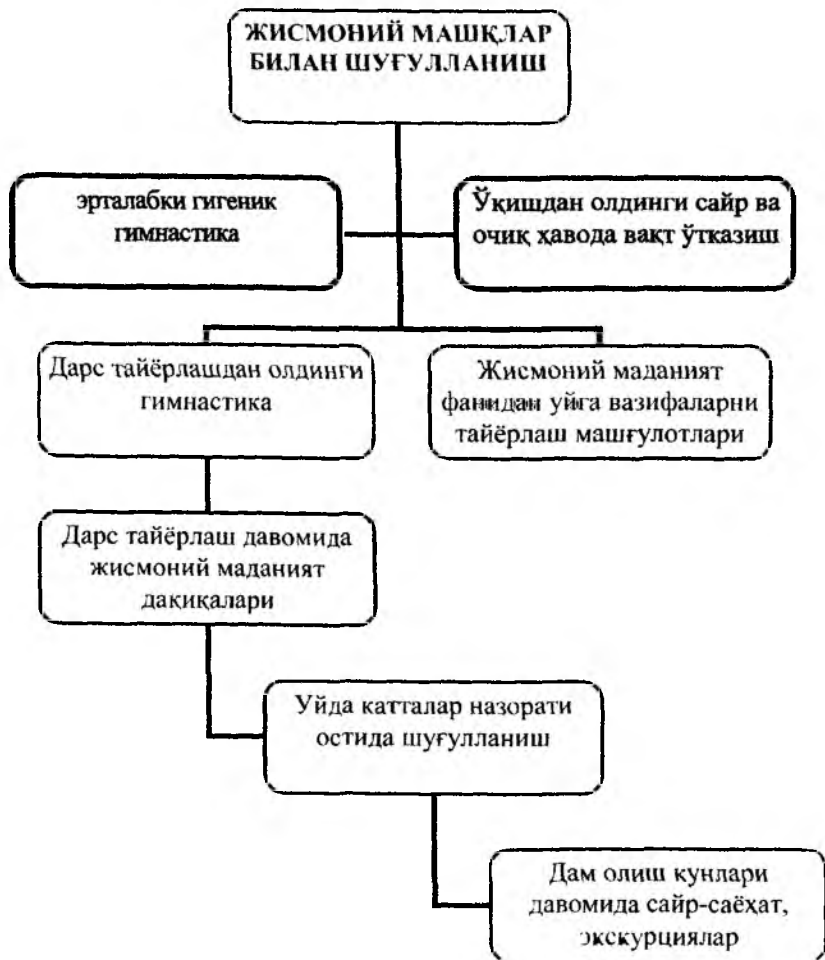 ЖИСМОНИЙ МАШҚЛАР
БИЛАН ШУҒУЛЛАНИШ
эрталабки гигеник
гимнастика
Ўқишдан олдинги сайр ва
очиқ ҳавода вақт ўтказиш
Дарс тайёрлашдан олдинги
гимнастика
Жисмоний маданият
фанидан уйга вазифаларни
тайёрлаш машғулотлари
Дарс тайёрлаш давомида
жисмоний маданият
дақиқалари
Уйда катталар назорати
остида шуғулланиш
Дам олиш кунлари
давомида сайр-саёҳат,
экскурциялар